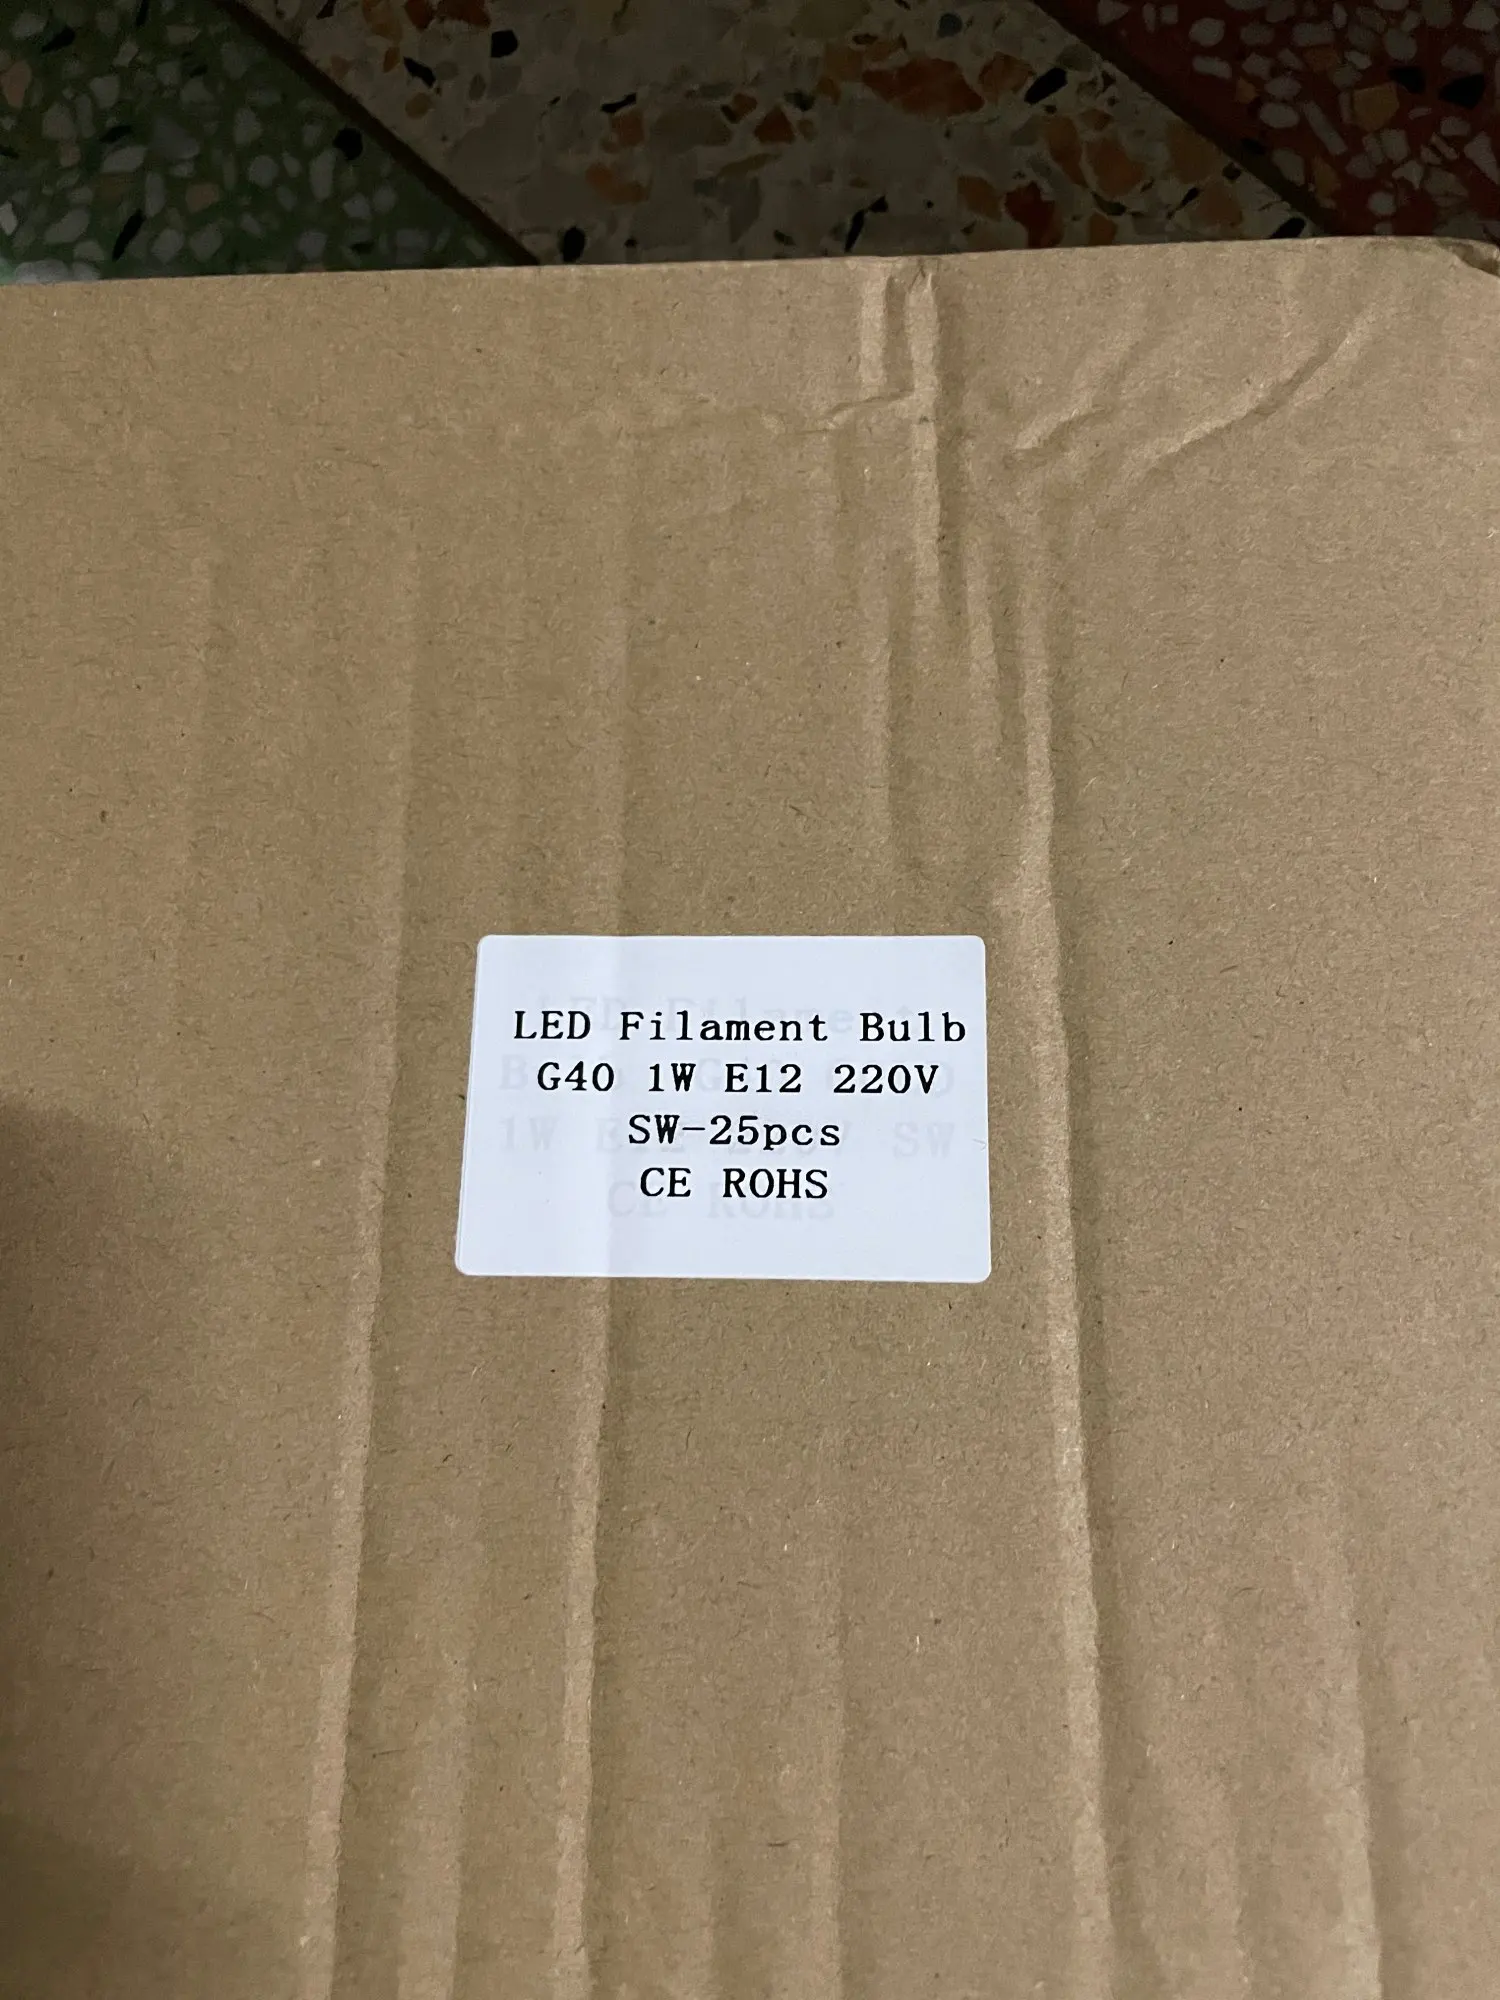 LED Filament Bulb
G40 1W E12 220V
SW-25pcs
CE ROHS